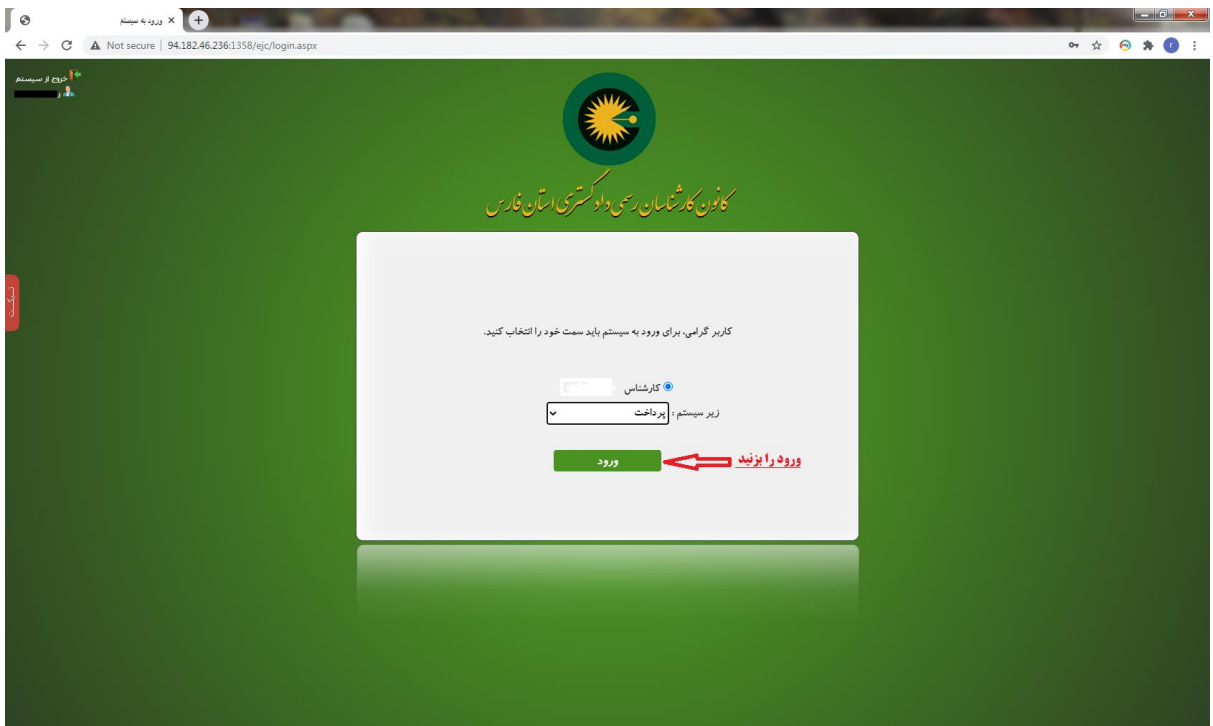 ورود به سیستم
Not secure | 94.182.46.236:1358/ejc/login.aspx
r
خروج از سیستم
ر
کانون کارشناسان رسمی دادگستری استان فارس
تیکت
کاربر گرامی، برای ورود به سیستم باید سمت خود را انتخاب کنید.
کارشناس
زیر سیستم : پرداخت
ورود را بزنید
ورود